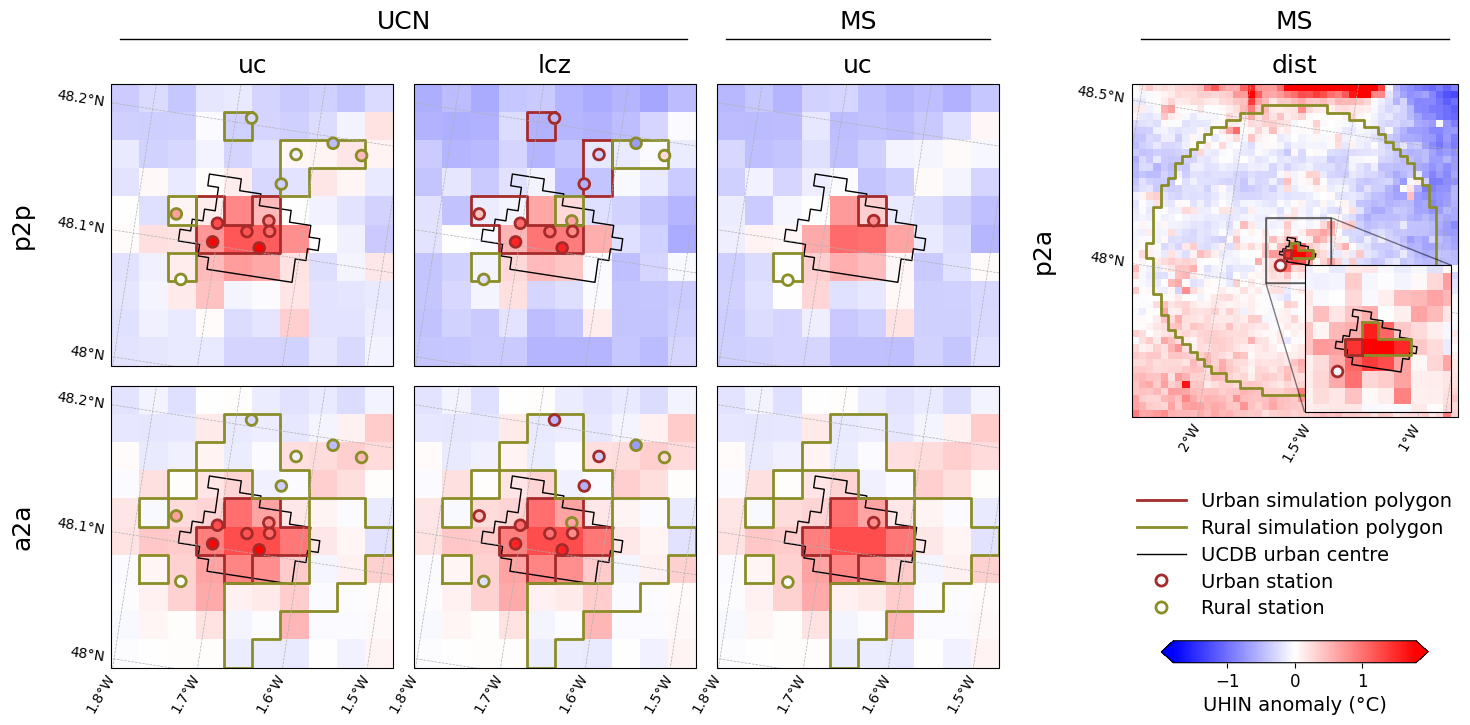 UCN
MS
MS
uc
lcz
uc
dist
p2p
48.2°N
48.1°N
48°N
p2a
48.5°N
48°N
2°W
1.5°W
1°W
a2a
48.2°N
48.1°N
48°N
1.8°W
1.7°W
1.6°W
1.5°W
1.8°W
1.7°W
1.6°W
1.5°W
1.8°W
1.7°W
1.6°W
1.5°W
Urban simulation polygon
Rural simulation polygon
UCDB urban centre
Urban station
Rural station
−1
0
1
UHIN anomaly (°C)